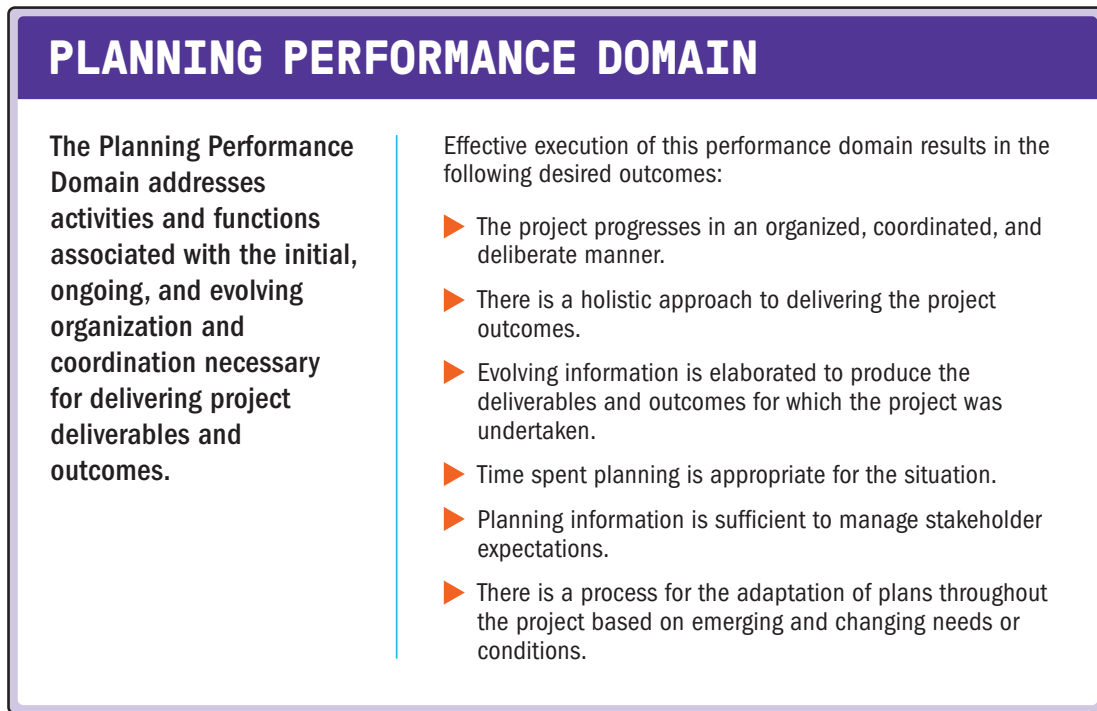 PLANNING PERFORMANCE DOMAIN
The Planning Performance
Domain addresses
activities and functions
associated with the initial,
ongoing, and evolving
organization and
coordination necessary
for delivering project
deliverables and
outcomes.
Effective execution of this performance domain results in the
following desired outcomes:
The project progresses in an organized, coordinated, and
deliberate manner.
There is a holistic approach to delivering the project
outcomes.
Evolving information is elaborated to produce the
deliverables and outcomes for which the project was
undertaken.
Time spent planning is appropriate for the situation.
Planning information is sufficient to manage stakeholder
expectations.
There is a process for the adaptation of plans throughout
the project based on emerging and changing needs or
conditions.